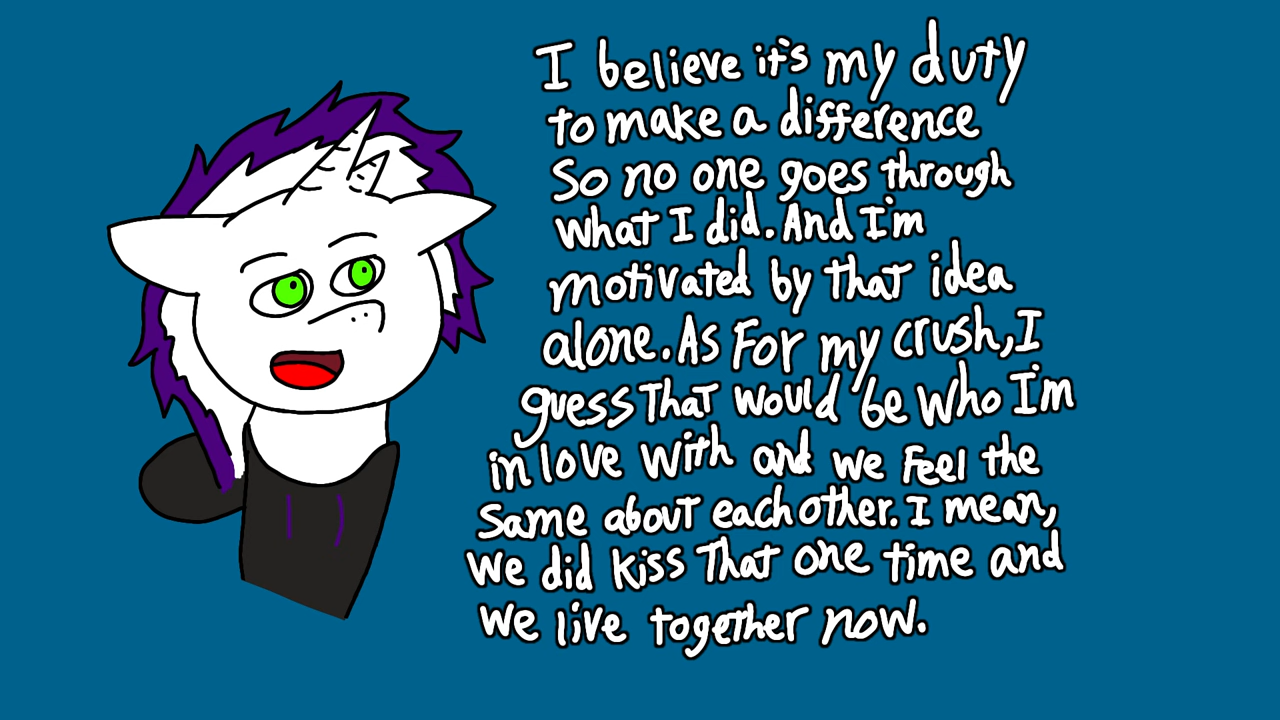 I believe it's my duty
to make a difference
So no one goes through
what I did. And I'm
motivated by that idea
alone. As For my crush, I
guess That would be who I'm
in love with and we feel the
same about each other. I mean,
we did kiss That one time and
we live together now.